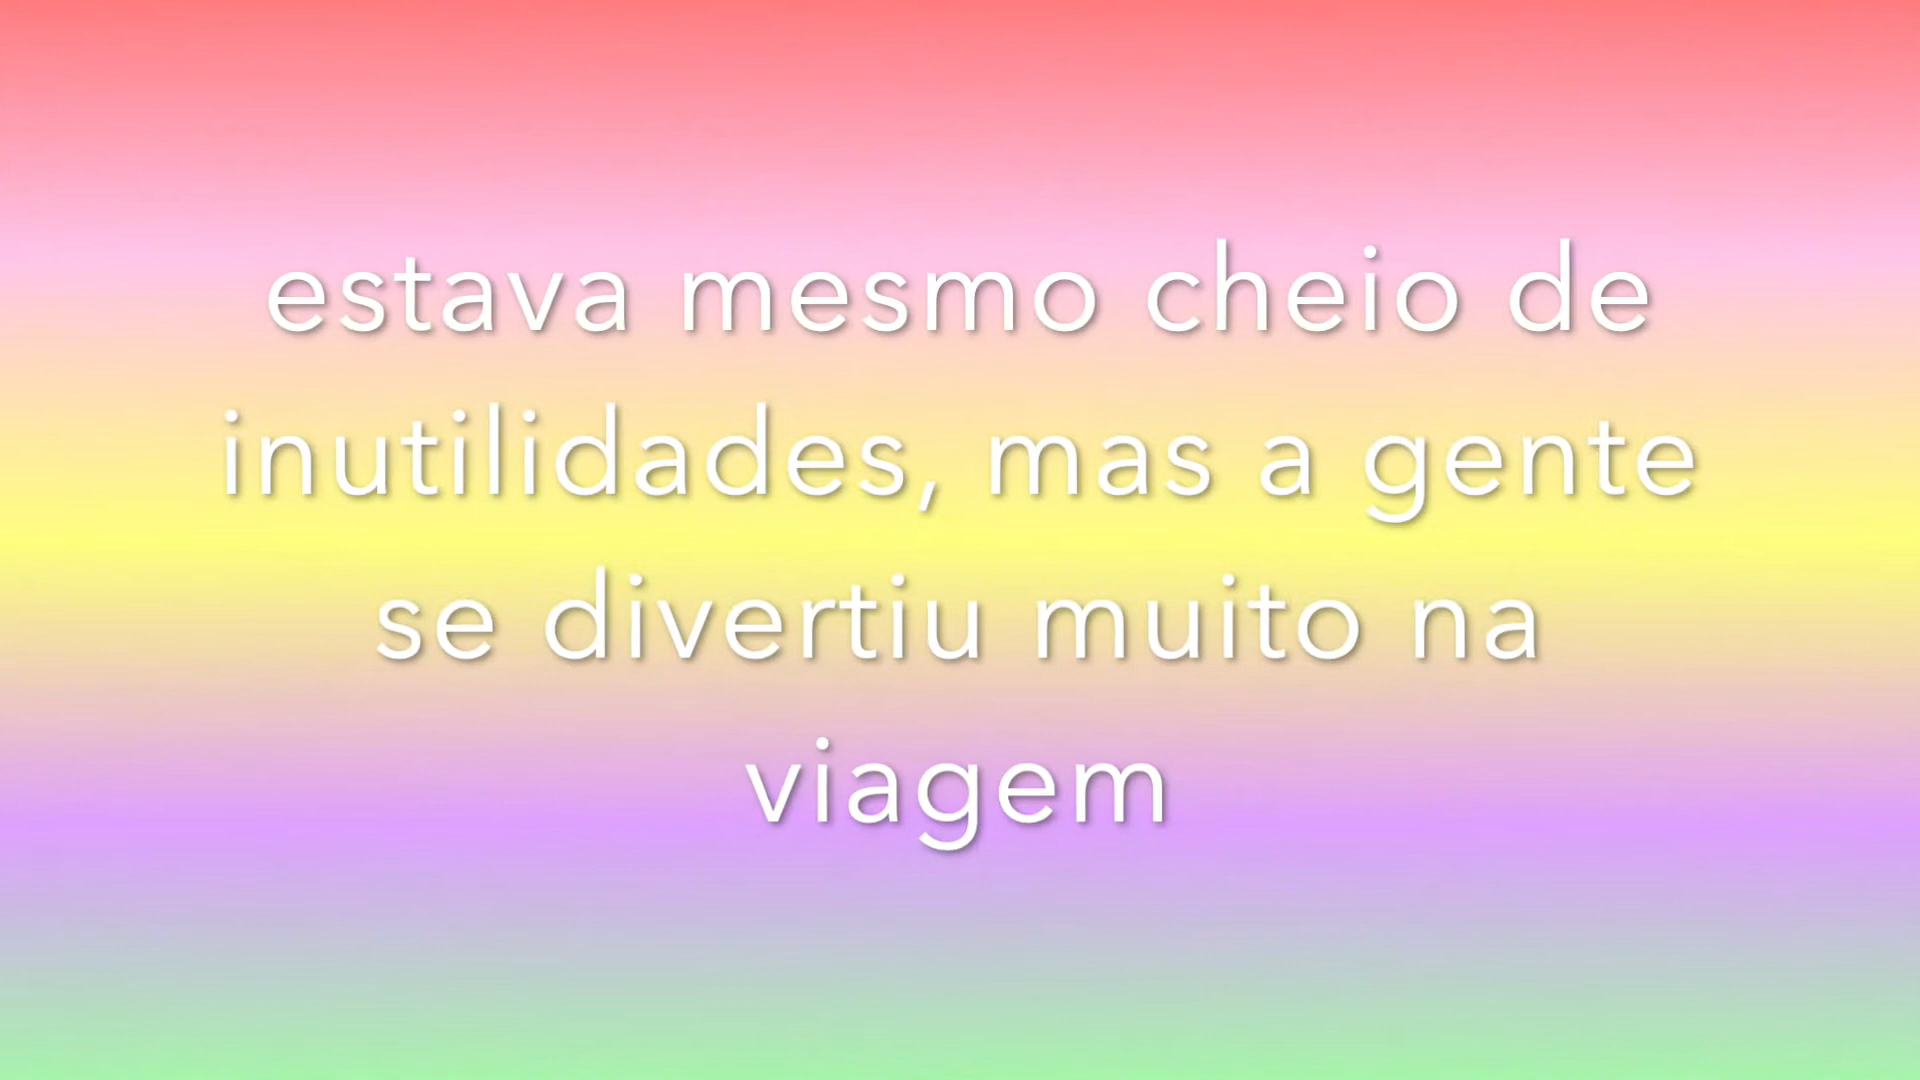 estava mesmo cheio de
inutilidades, mas a gente
se divertiu muito na
viagem